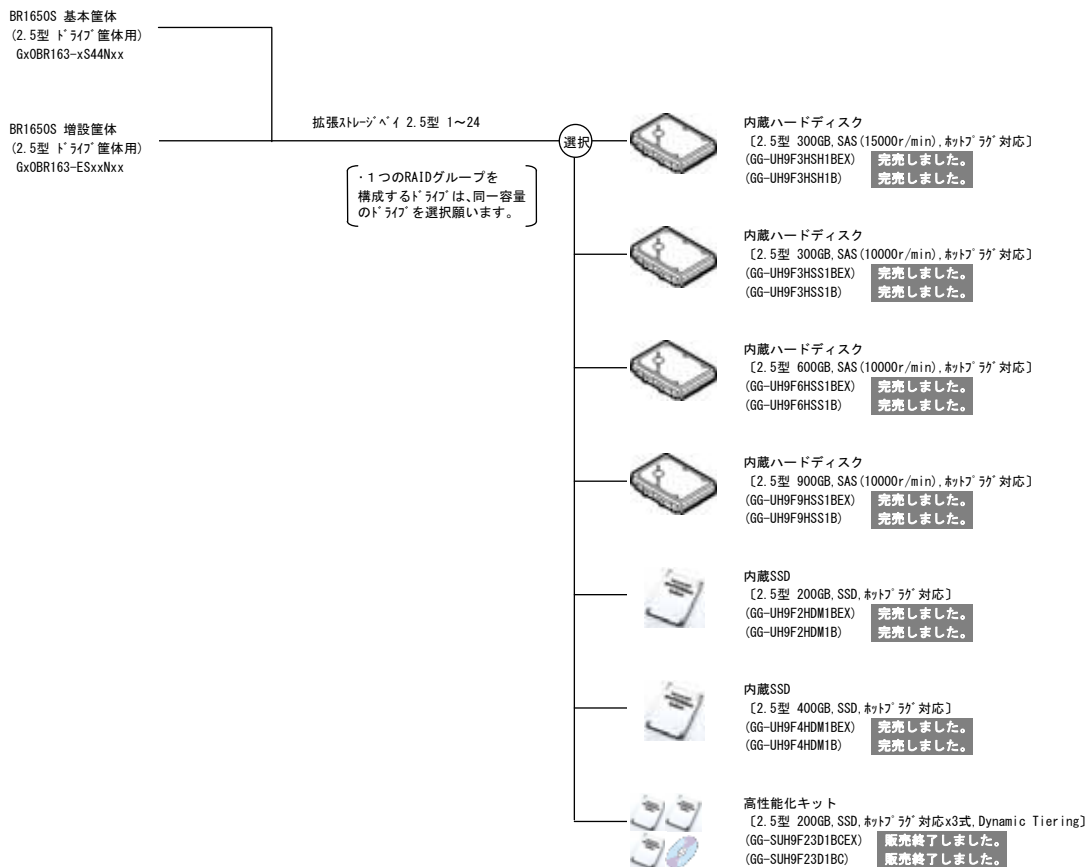 BR1650S 基本筐体
(2.5型 ﾄﾞﾗｲﾌﾞ筐体用)
GxOBR163-xS44Nxx
BR1650S 増設筐体
(2.5型 ﾄﾞﾗｲﾌﾞ筐体用)
GxOBR163-ESxxNxx
拡張ｽﾄﾚｰｼﾞﾍﾞｲ 2.5型 1～24
・１つのRAIDグループを
構成するﾄﾞﾗｲﾌﾞは、同一容量
のﾄﾞﾗｲﾌﾞを選択願います。
選択
内蔵ハードディスク
〔2.5型 300GB,SAS(15000r/min),ﾎｯﾄﾌﾟﾗｸﾞ対応〕
(GG-UH9F3HSH1BEX) 完売しました。
(GG-UH9F3HSH1B) 完売しました。
内蔵ハードディスク
〔2.5型 300GB,SAS(10000r/min),ﾎｯﾄﾌﾟﾗｸﾞ対応〕
(GG-UH9F3HSS1BEX) 完売しました。
(GG-UH9F3HSS1B) 完売しました。
内蔵ハードディスク
〔2.5型 600GB,SAS(10000r/min),ﾎｯﾄﾌﾟﾗｸﾞ対応〕
(GG-UH9F6HSS1BEX) 完売しました。
(GG-UH9F6HSS1B) 完売しました。
内蔵ハードディスク
〔2.5型 900GB,SAS(10000r/min),ﾎｯﾄﾌﾟﾗｸﾞ対応〕
(GG-UH9F9HSS1BEX) 完売しました。
(GG-UH9F9HSS1B) 完売しました。
内蔵SSD
〔2.5型 200GB,SSD,ﾎｯﾄﾌﾟﾗｸﾞ対応〕
(GG-UH9F2HDM1BEX) 完売しました。
(GG-UH9F2HDM1B) 完売しました。
内蔵SSD
〔2.5型 400GB,SSD,ﾎｯﾄﾌﾟﾗｸﾞ対応〕
(GG-UH9F4HDM1BEX) 完売しました。
(GG-UH9F4HDM1B) 完売しました。
高性能化キット
〔2.5型 200GB,SSD,ﾎｯﾄﾌﾟﾗｸﾞ対応x3式,Dynamic Tiering〕
(GG-SUH9F23D1BCEX) 販売終了しました。
(GG-SUH9F23D1BC) 販売終了しました。